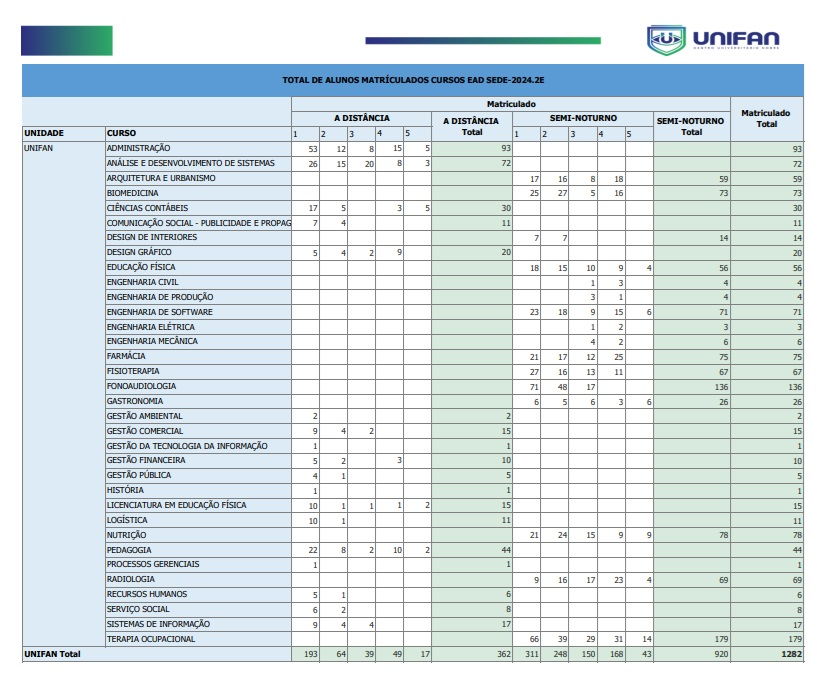 UNIFAN
CENTRO UNIVERSITÁRIO NOBRE
TOTAL DE ALUNOS MATRÍCULADOS CURSOS EAD SEDE-2024.2E
Matriculado
A DISTÂNCIA A DISTÂNCIA Total SEMI-NOTURNO SEMI-NOTURNO Total Matriculado Total
UNIDADE CURSO 1 2 3 4 5 1 2 3 4 5
UNIFAN ADMINISTRAÇÃO 53 12 8 15 5 93 93
ANÁLISE E DESENVOLVIMENTO DE SISTEMAS 26 15 20 8 3 72 72
ARQUITETURA E URBANISMO 17 16 8 18 59 59
BIOMEDICINA 25 27 5 16 73 73
CIÊNCIAS CONTÁBEIS 17 5 3 5 30 30
COMUNICAÇÃO SOCIAL - PUBLICIDADE E PROPAG 7 4 11 11
DESIGN DE INTERIORES 7 7 14 14
DESIGN GRÁFICO 5 4 2 9 20 20
EDUCAÇÃO FÍSICA 18 15 10 9 4 56 56
ENGENHARIA CIVIL 1 3 4 4
ENGENHARIA DE PRODUÇÃO 3 1 4 4
ENGENHARIA DE SOFTWARE 23 18 9 15 6 71 71
ENGENHARIA ELÉTRICA 1 2 3 3
ENGENHARIA MECÂNICA 4 2 6 6
FARMÁCIA 21 17 12 25 75 75
FISIOTERAPIA 27 16 13 11 67 67
FONOAUDIOLOGIA 71 48 17 136 136
GASTRONOMIA 6 5 6 3 6 26 26
GESTÃO AMBIENTAL 2 2 2
GESTÃO COMERCIAL 9 4 2 15 15
GESTÃO DA TECNOLOGIA DA INFORMAÇÃO 1 1 1
GESTÃO FINANCEIRA 5 2 3 10 10
GESTÃO PÚBLICA 4 1 5 5
HISTÓRIA 1 1 1
LICENCIATURA EM EDUCAÇÃO FÍSICA 10 1 1 1 2 15 15
LOGÍSTICA 10 1 11 11
NUTRIÇÃO 21 24 15 9 9 78 78
PEDAGOGIA 22 8 2 10 2 44 44
PROCESSOS GERENCIAIS 1 1 1
RADIOLOGIA 9 16 17 23 4 69 69
RECURSOS HUMANOS 5 1 6 6
SERVIÇO SOCIAL 6 2 8 8
SISTEMAS DE INFORMAÇÃO 9 4 4 17 17
TERAPIA OCUPACIONAL 66 39 29 31 14 179 179
UNIFAN Total 193 64 39 49 17 362 311 248 150 168 43 920 1282